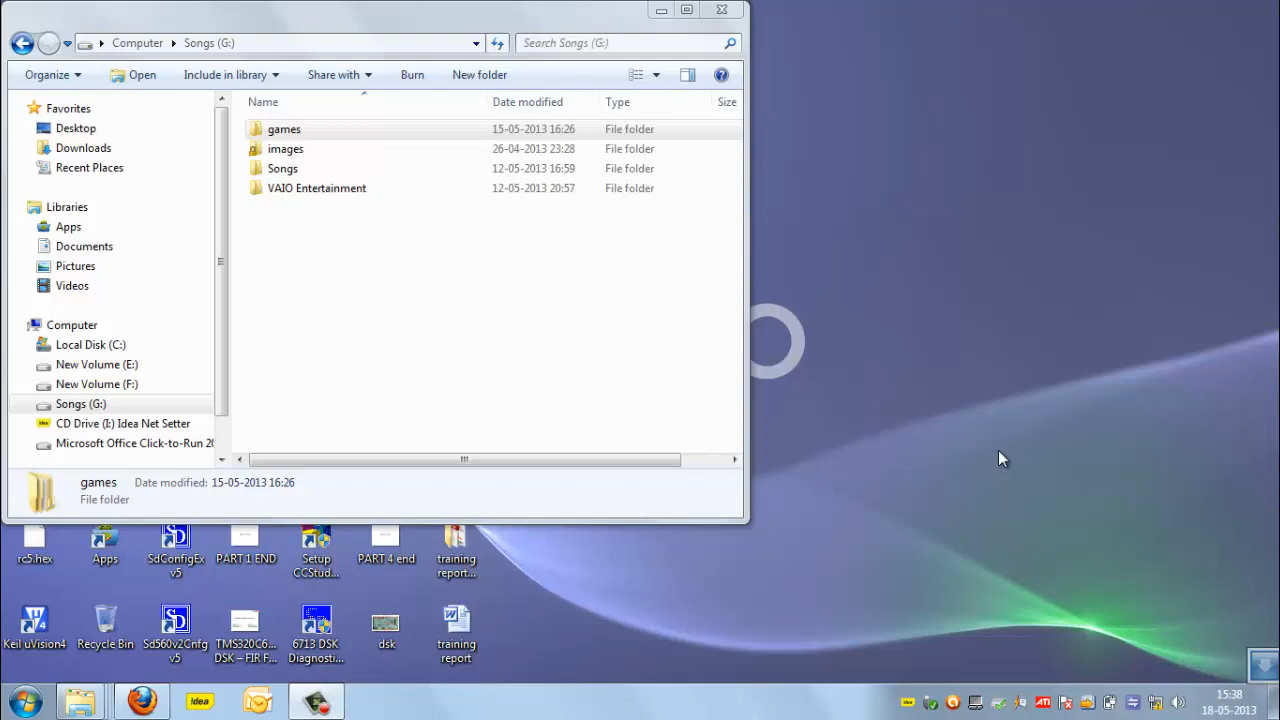 Computer Songs (G:)
Search Songs (G:)
Organize Open Include in library Share with Burn New folder
Name Date modified Type Size
games 15-05-2013 16:26 File folder
images 26-04-2013 23:28 File folder
Songs 12-05-2013 16:59 File folder
VAIO Entertainment 12-05-2013 20:57 File folder
Favorites
Desktop
Downloads
Recent Places
Libraries
Apps
Documents
Pictures
Videos
Computer
Local Disk (C:)
New Volume (E:)
New Volume (F:)
Songs (G:)
CD Drive (I:) Idea Net Setter
Microsoft Office Click-to-Run 20
games Date modified: 15-05-2013 16:26
File folder
rc5.hex
Apps
SdConfigEx
v5
PART 1 END
Setup
CCStud...
PART 4 end
training
report...
Keil uVision4
Recycle Bin
Sd560v2Cnfg
v5
TMS320C6...
DSK – FIR F...
6713 DSK
Diagnosti...
dsk
training
report
idea
idea
ATI
15:38
18-05-2013